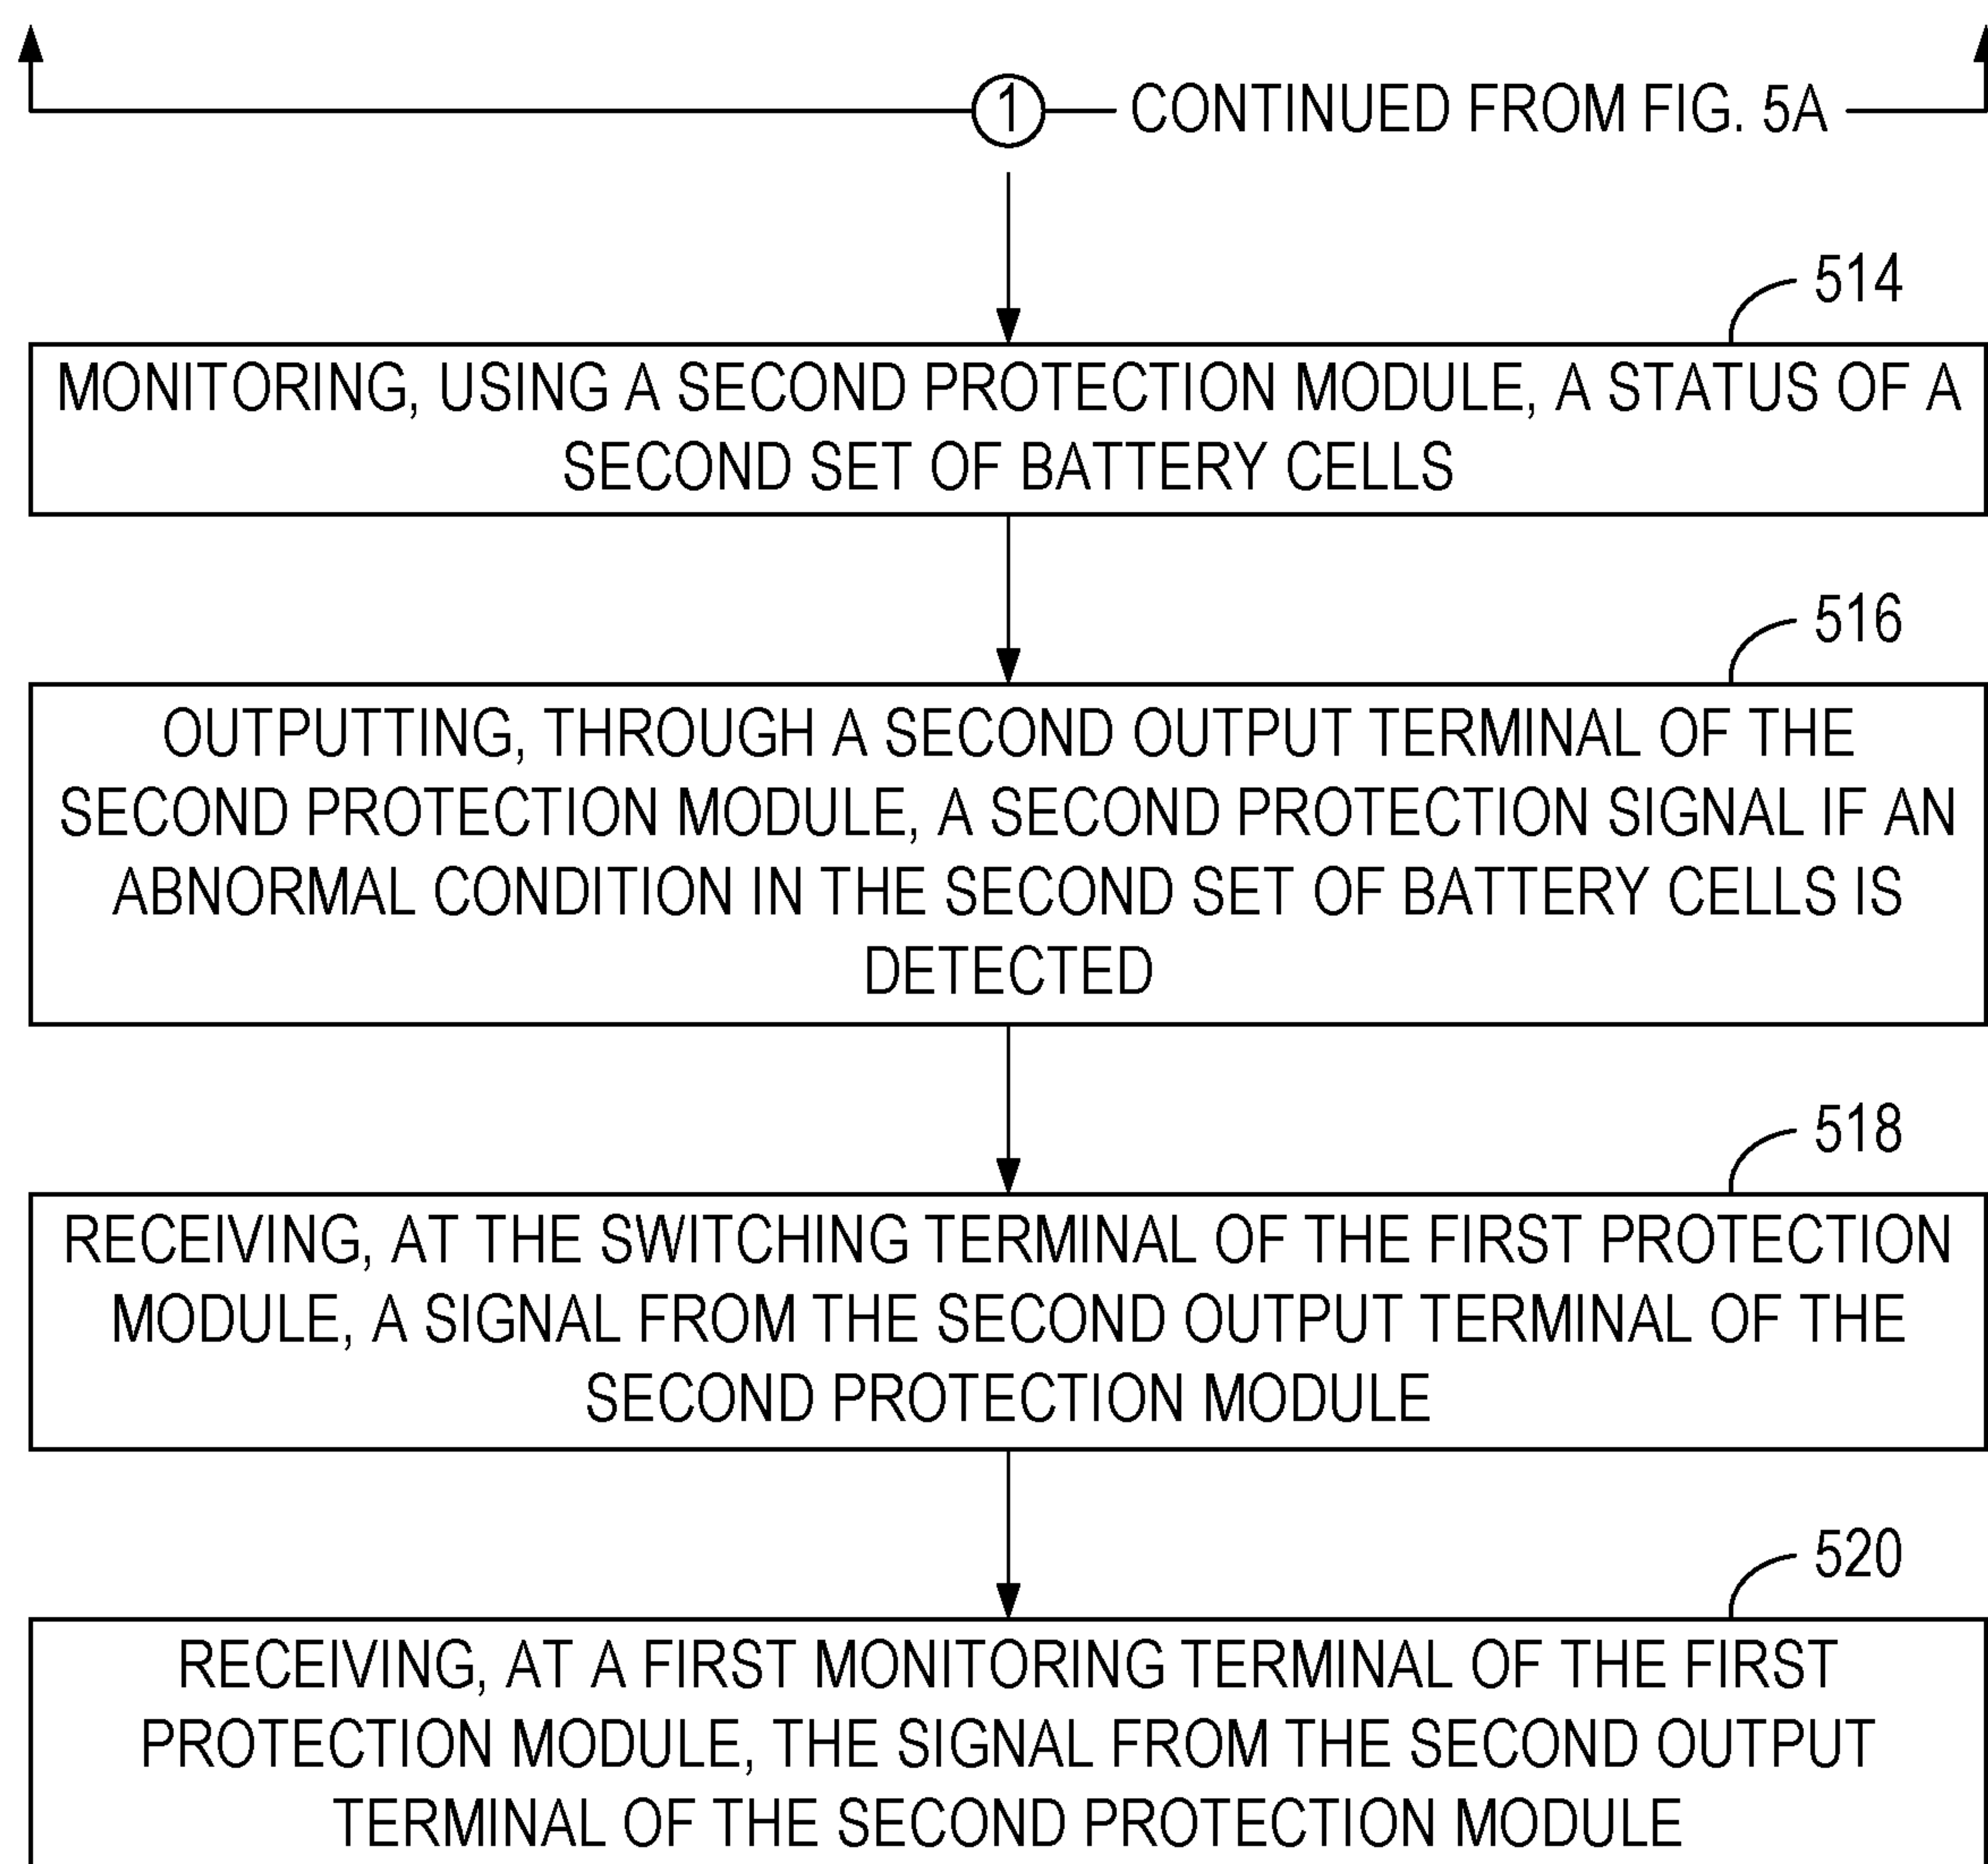 1 CONTINUED FROM FIG. 5A
514
MONITORING, USING A SECOND PROTECTION MODULE, A STATUS OF A
SECOND SET OF BATTERY CELLS
516
OUTPUTTING, THROUGH A SECOND OUTPUT TERMINAL OF THE
SECOND PROTECTION MODULE, A SECOND PROTECTION SIGNAL IF AN
ABNORMAL CONDITION IN THE SECOND SET OF BATTERY CELLS IS
DETECTED
518
RECEIVING, AT THE SWITCHING TERMINAL OF THE FIRST PROTECTION
MODULE, A SIGNAL FROM THE SECOND OUTPUT TERMINAL OF THE
SECOND PROTECTION MODULE
520
RECEIVING, AT A FIRST MONITORING TERMINAL OF THE FIRST
PROTECTION MODULE, THE SIGNAL FROM THE SECOND OUTPUT
TERMINAL OF THE SECOND PROTECTION MODULE